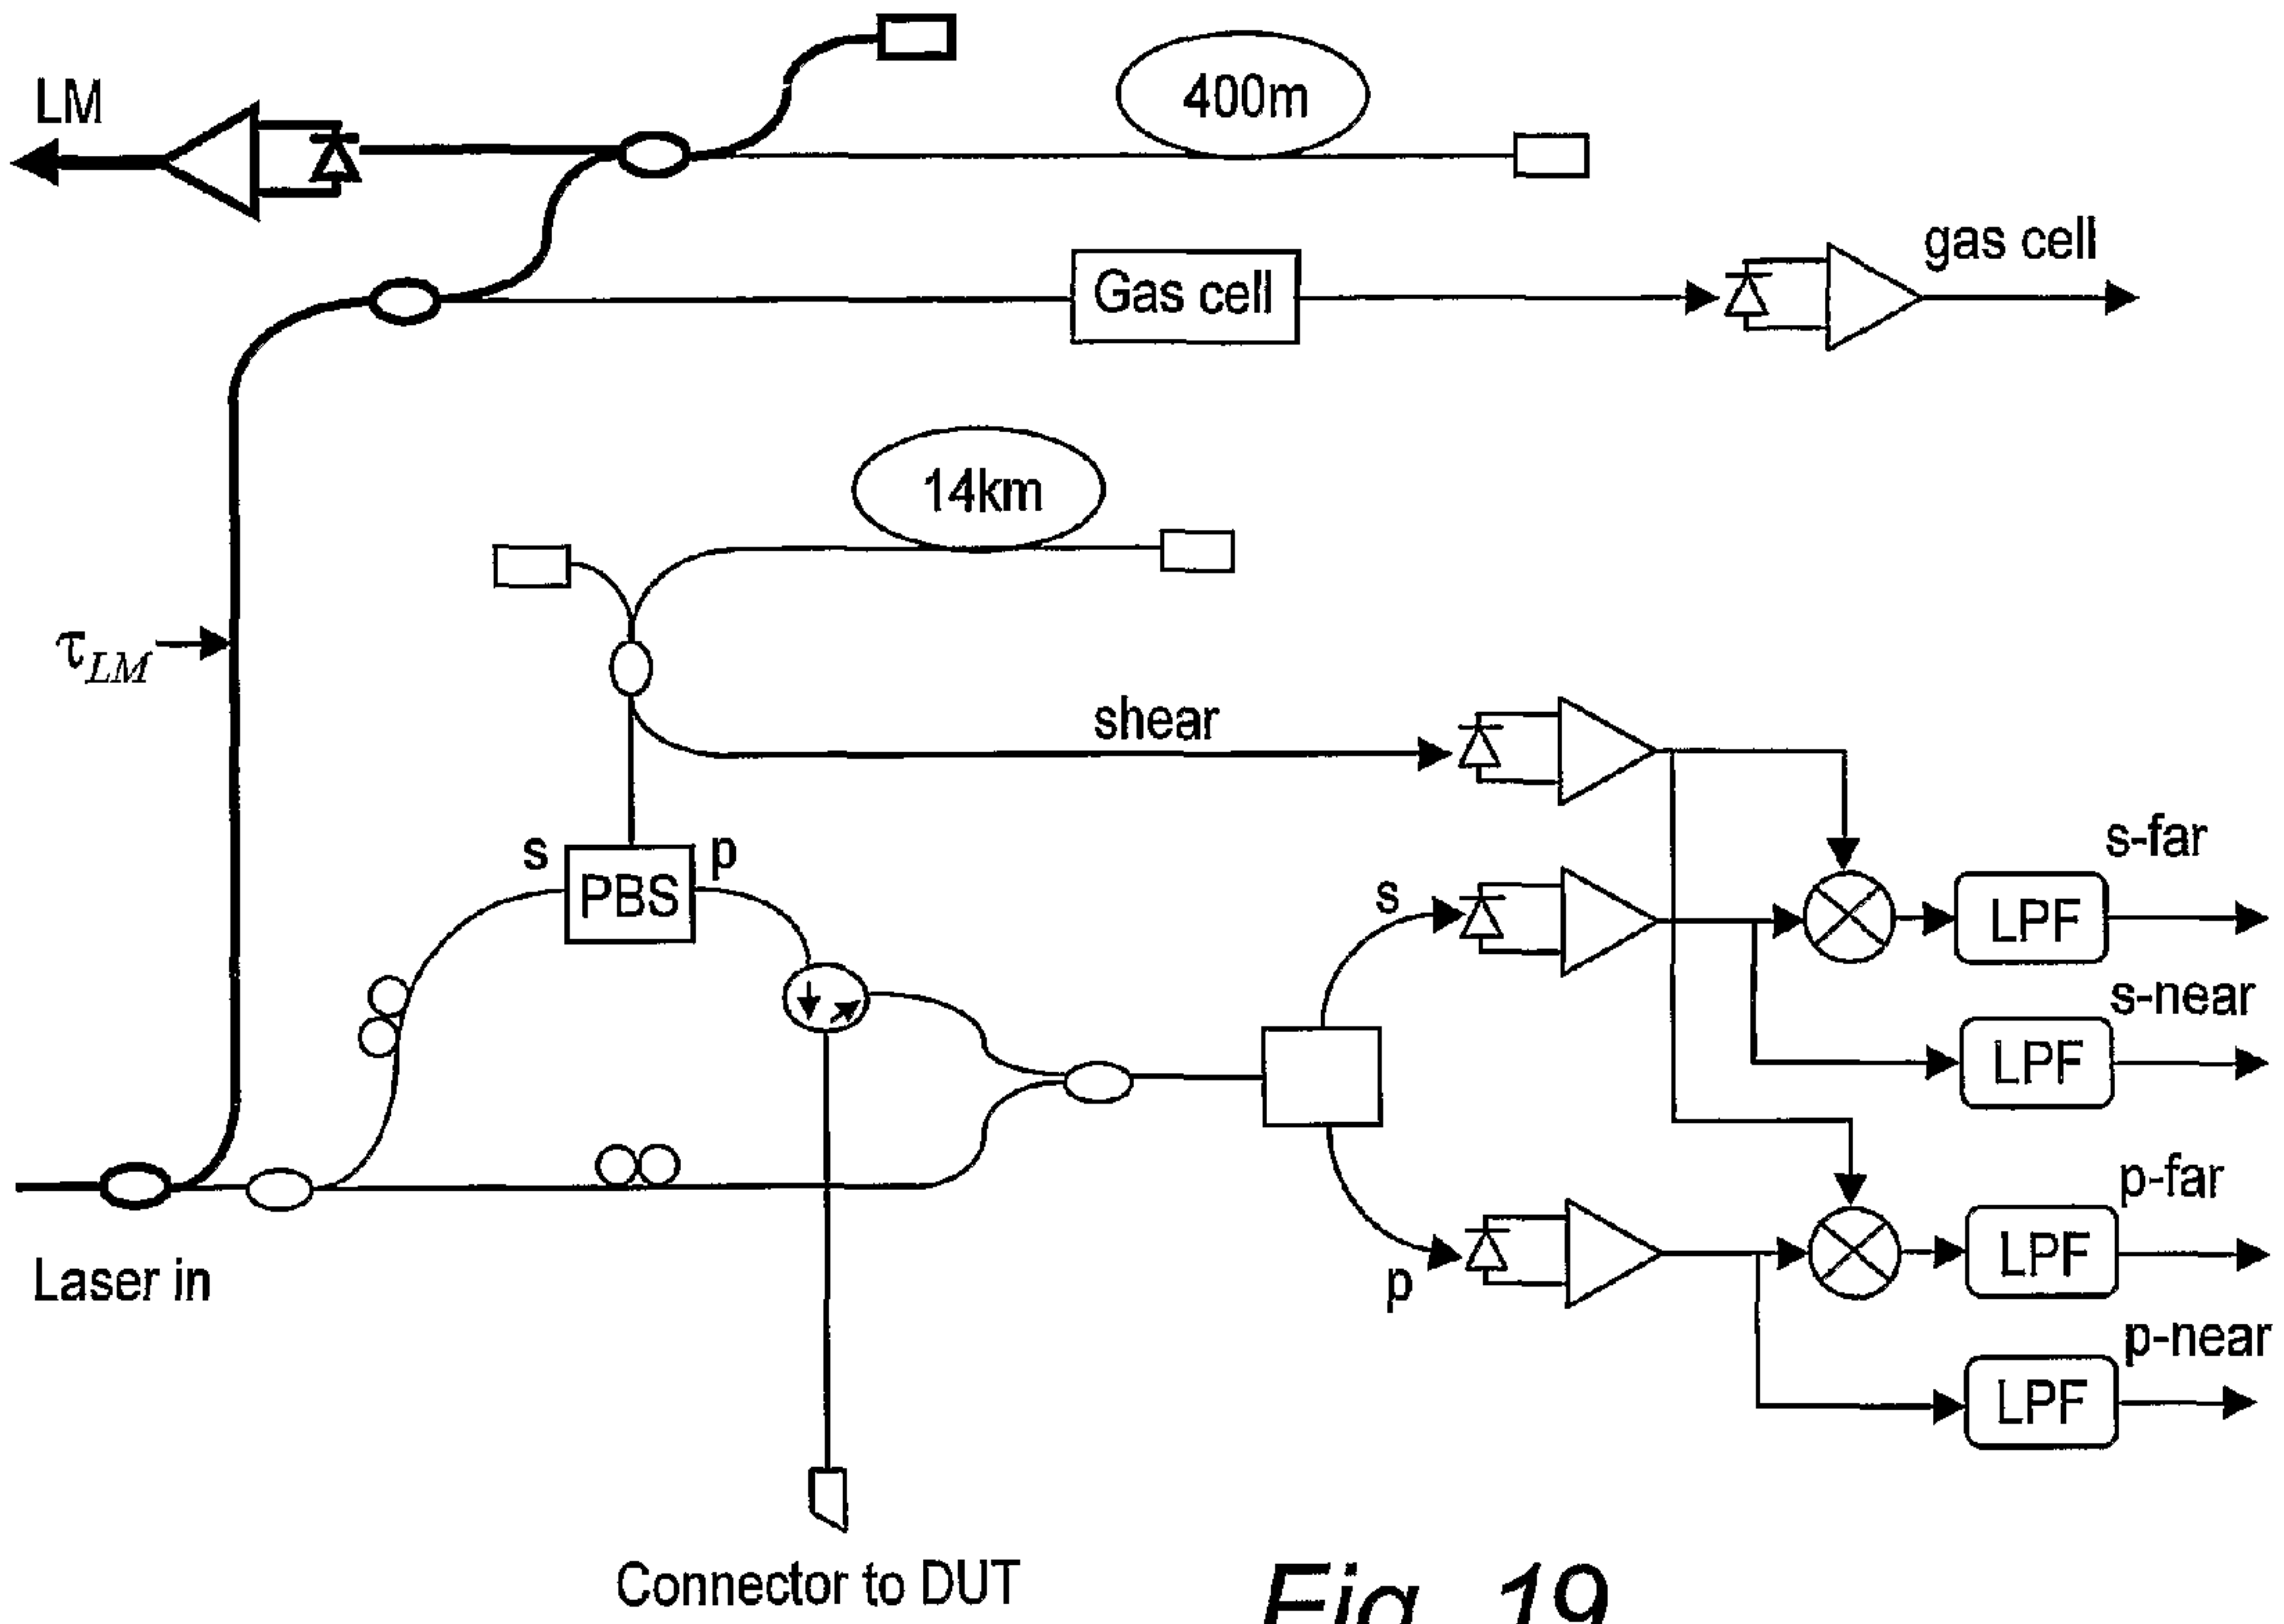 LM
400m
gas cell
Gas cell
14km
τLM
shear
s
p
PBS
s-far
s
LPF
s-near
LPF
p-far
Laser in
p
LPF
p-near
LPF
Connector to DUT
Fig. 19